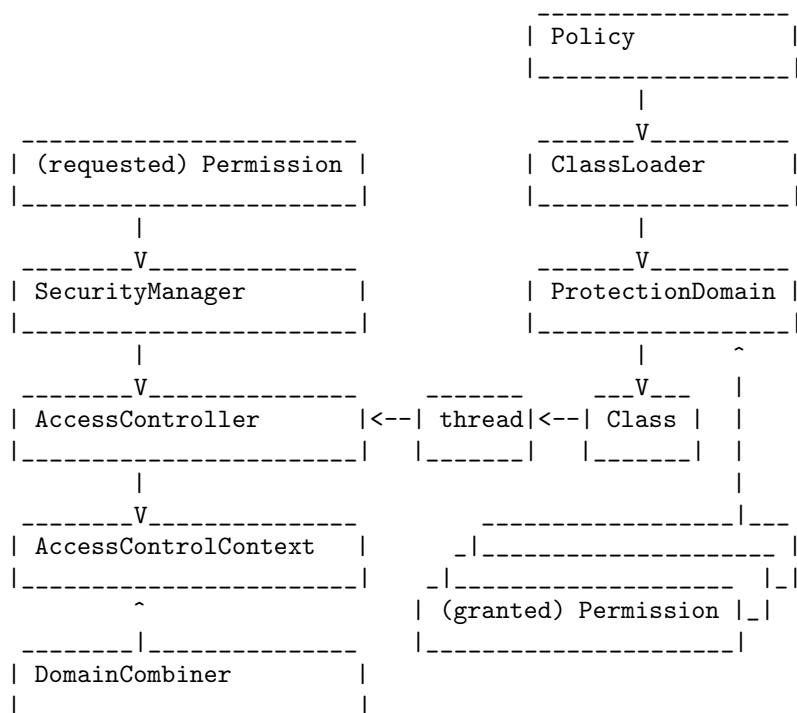 Policy
(requested) Permission
ClassLoader
SecurityManager
ProtectionDomain
AccessController
thread
Class
AccessControlContext
(granted) Permission
DomainCombiner